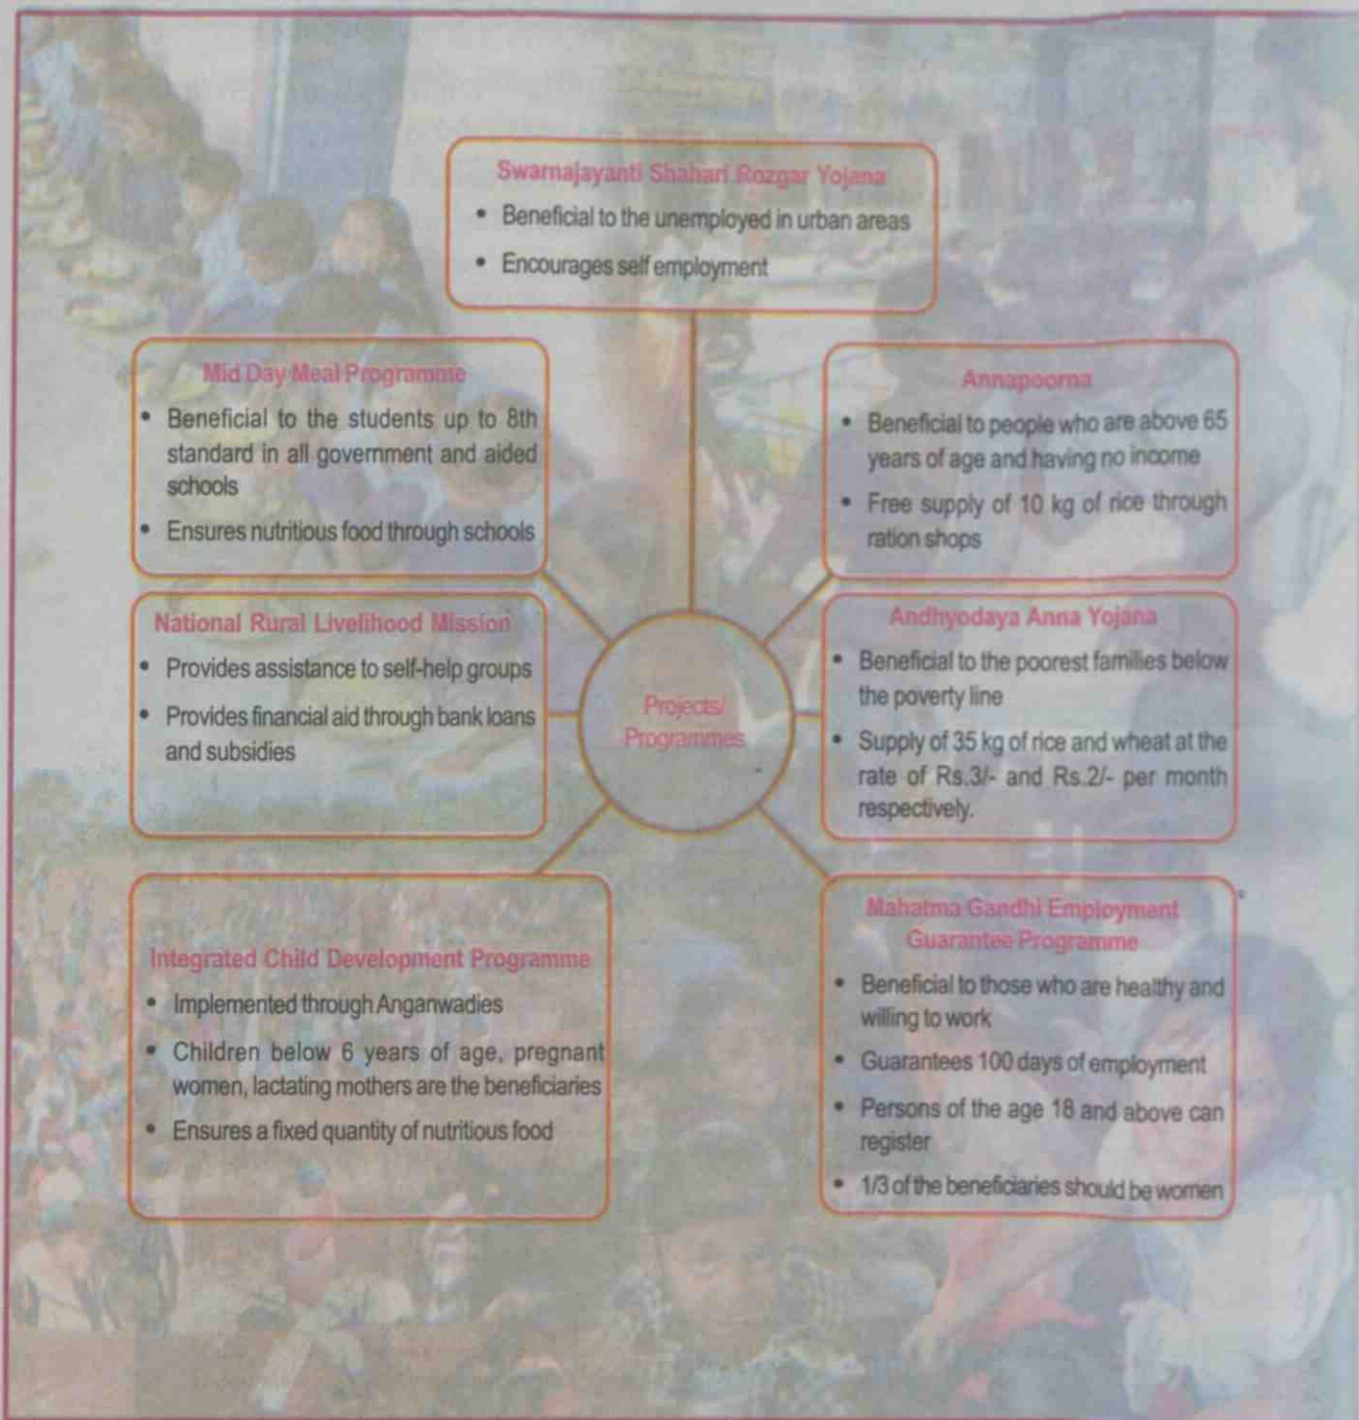 Swarnajayanti Shahari Rozgar Yojana
• Beneficial to the unemployed in urban areas
• Encourages self employment
Mid Day Meal Programme
• Beneficial to the students up to 8th
standard in all government and aided
schools
• Ensures nutritious food through schools
Annapoorna
• Beneficial to people who are above 65
years of age and having no income
• Free supply of 10 kg of rice through
ration shops
National Rural Livelihood Mission
• Provides assistance to self-help groups
• Provides financial aid through bank loans
and subsidies
Projects/
Programmes
Andhyodaya Anna Yojana
• Beneficial to the poorest families below
the poverty line
• Supply of 35 kg of rice and wheat at the
rate of Rs.3/- and Rs.2/- per month
respectively.
Integrated Child Development Programme
• Implemented through Anganwadies
• Children below 6 years of age, pregnant
women, lactating mothers are the beneficiaries
• Ensures a fixed quantity of nutritious food
Mahatma Gandhi Employment
Guarantee Programme
• Beneficial to those who are healthy and
willing to work
• Guarantees 100 days of employment
• Persons of the age 18 and above can
register
• 1/3 of the beneficiaries should be women